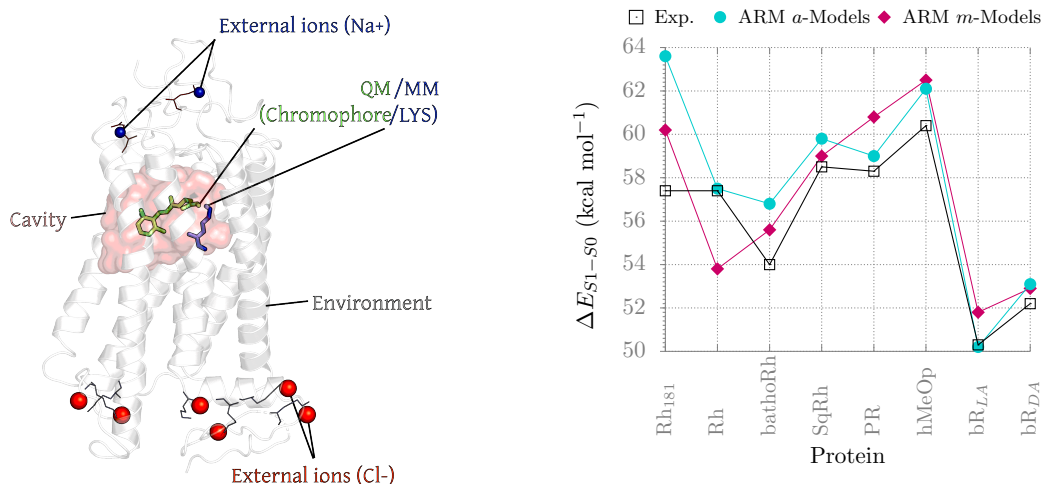 External ions (Na+)
QM/MM
(Chromophore/LYS)
Cavity
Environment
External ions (Cl-)
Exp. ARM a-Models ARM m-Models
ΔE_{S1−S0} (kcal mol⁻¹)
64
62
60
58
56
54
52
50
Rh₁₈₁
Rh
bathoRh
SqRh
PR
hMeOp
bR_{LA}
bR_{DA}
Protein